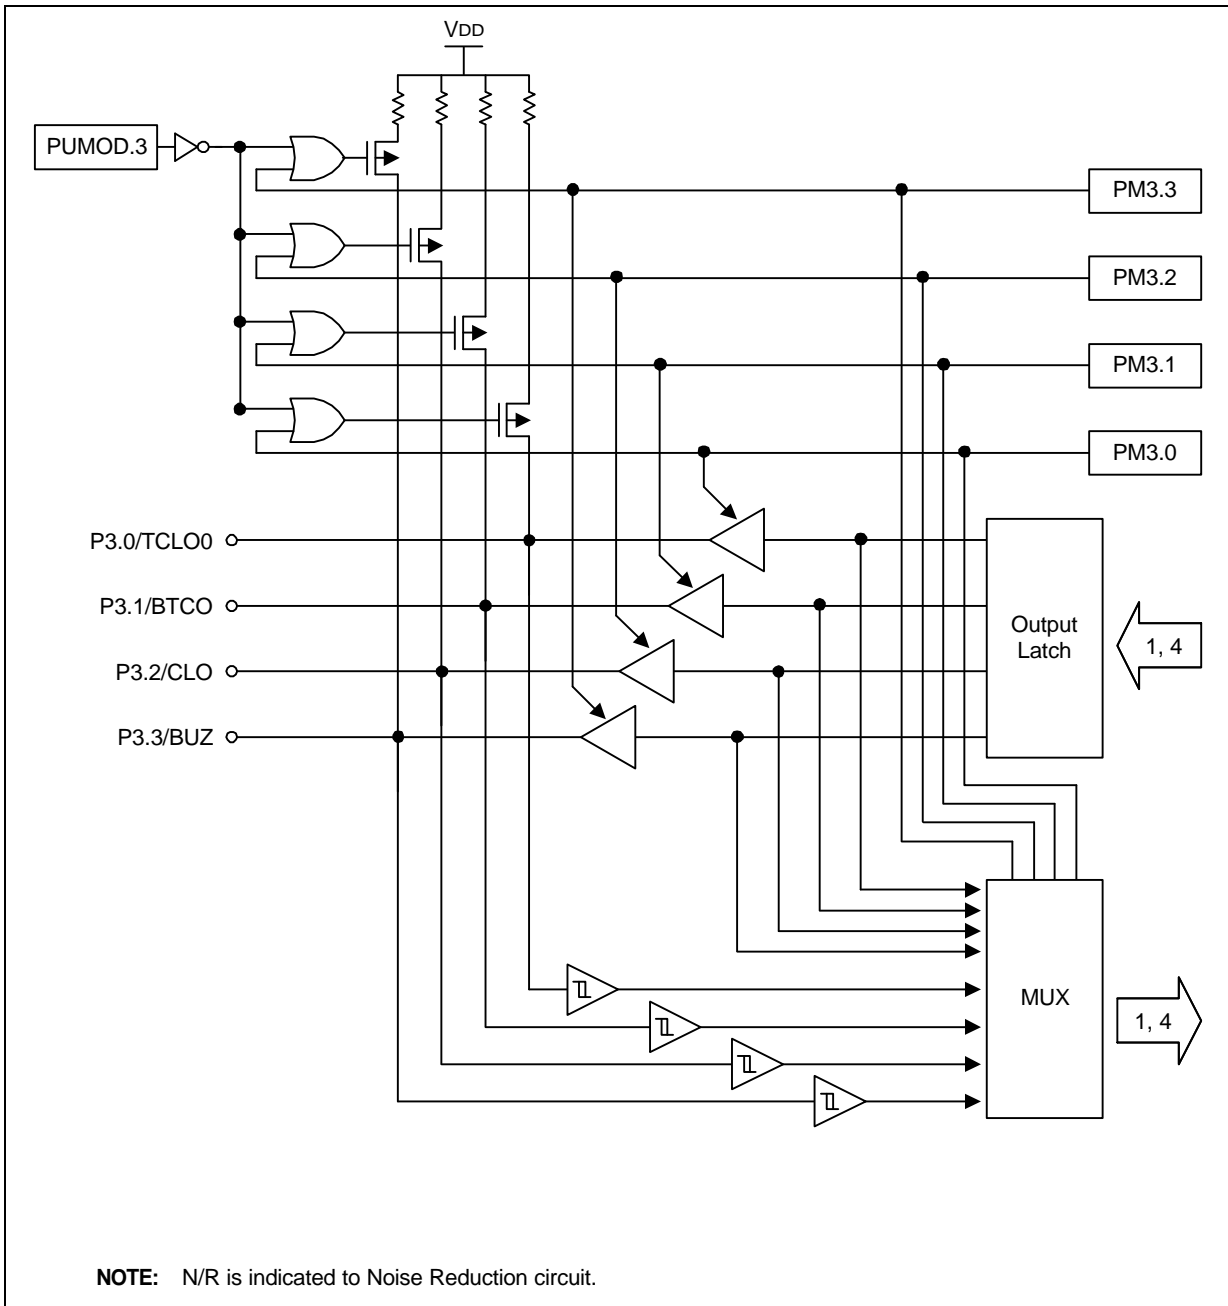 VDD
PUMOD.3
PM3.3
PM3.2
PM3.1
PM3.0
P3.0/TCLO0
P3.1/BTCO
P3.2/CLO
P3.3/BUZ
Output
Latch
1, 4
MUX
1, 4
NOTE: N/R is indicated to Noise Reduction circuit.